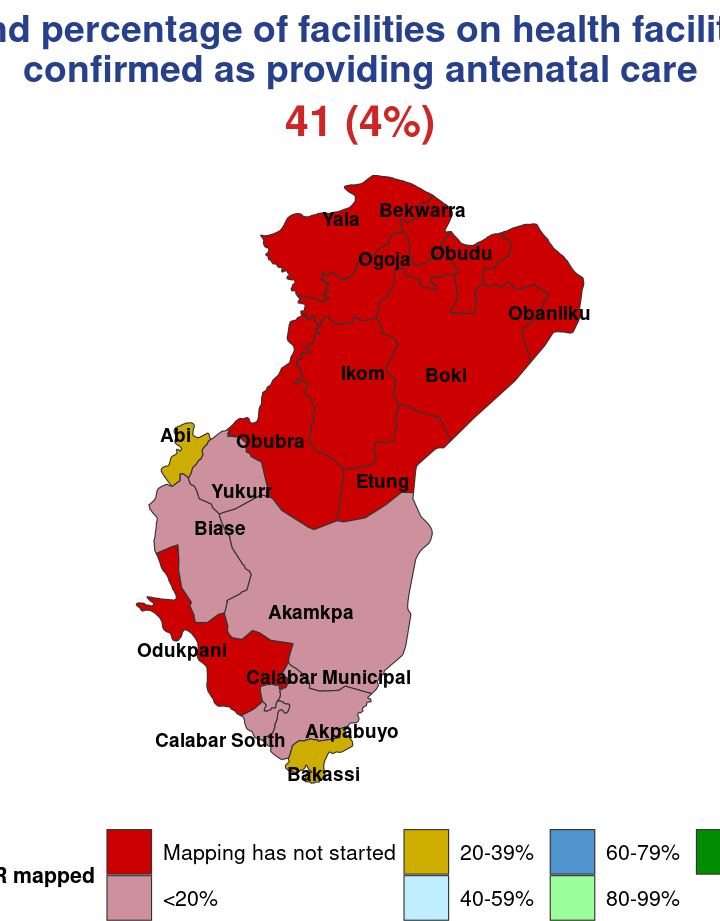 nd percentage of facilities on health facilit
confirmed as providing antenatal care
41 (4%)
Bekwarra
Yala
Obudu
Ogoja
Obanliku
Ikom
Boki
Abi
Obubra
Etung
Yukurr
Biase
Akamkpa
Odukpani
Calabar Municipal
Akpabuyo
Calabar South
Bakassi
Mapping has not started
20-39%
60-79%
R mapped
<20%
40-59%
80-99%